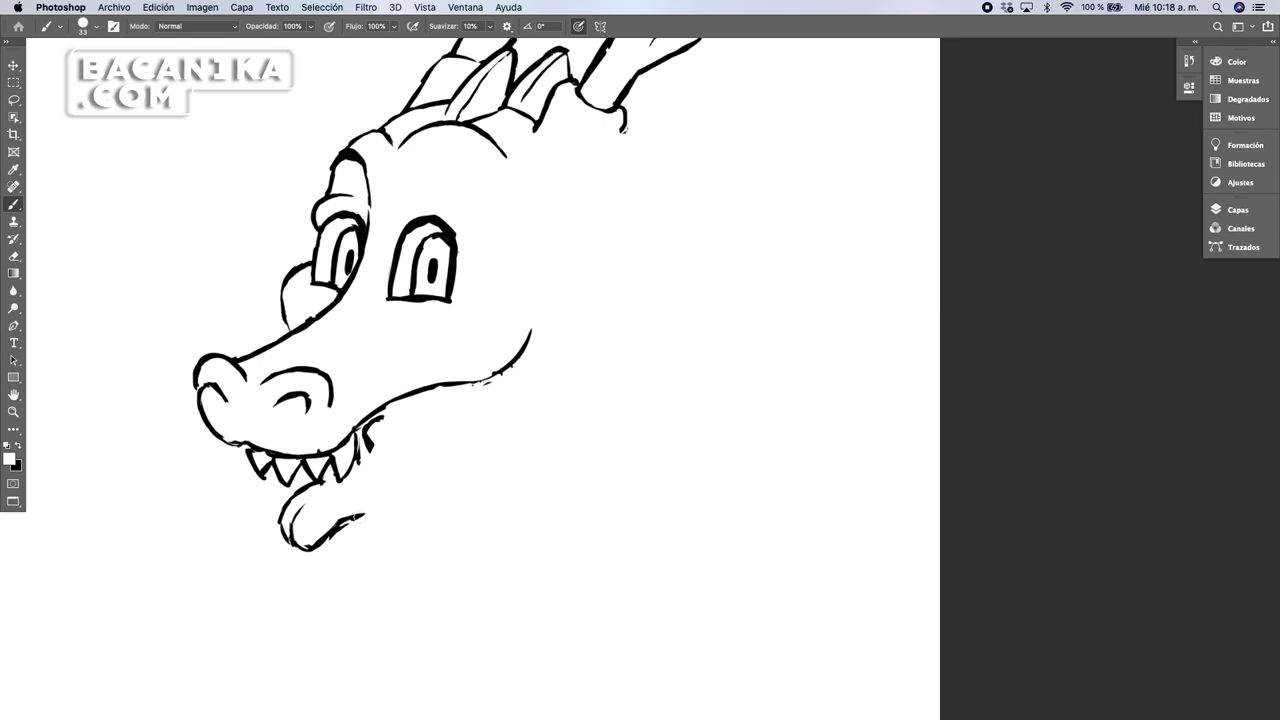 Photoshop Archivo Edición Imagen Capa Texto Selección Filtro 3D Vista Ventana Ayuda 100 % Mié 10:18 a. m.
33 Modo: Normal Opacidad: 100% Flujo: 100% Suavizar: 10% 0°
BACANIKA
.COM
Color
Muestras
Degradados
Motivos
Formación
Bibliotecas
Ajustes
Capas
Canales
Trazados